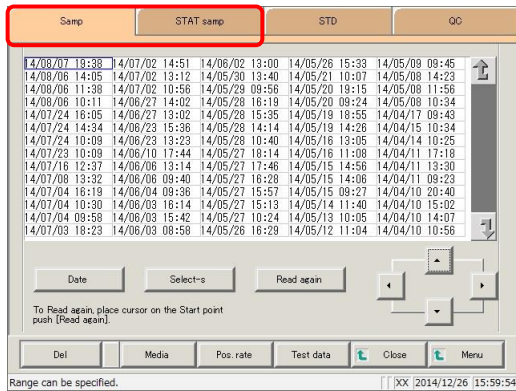 Samp STAT samp STD QC
14/08/07 19:38 14/07/02 14:51 14/06/02 13:00 14/05/26 15:33 14/05/09 09:45
14/08/06 14:05 14/07/02 13:12 14/05/30 13:40 14/05/21 10:07 14/05/08 14:23
14/08/06 11:38 14/07/02 10:56 14/05/29 09:56 14/05/20 19:15 14/05/08 11:56
14/08/06 10:11 14/06/27 14:02 14/05/28 16:19 14/05/20 09:24 14/05/08 10:34
14/07/24 16:05 14/06/27 13:02 14/05/28 15:35 14/05/19 18:55 14/04/17 09:43
14/07/24 14:34 14/06/23 15:36 14/05/28 14:14 14/05/19 14:26 14/04/15 10:34
14/07/24 10:09 14/06/23 13:23 14/05/28 10:40 14/05/16 13:05 14/04/14 10:25
14/07/23 10:09 14/06/10 17:44 14/05/27 18:14 14/05/16 11:08 14/04/11 17:18
14/07/16 12:37 14/06/06 13:14 14/05/27 17:46 14/05/15 14:56 14/04/11 13:30
14/07/08 13:32 14/06/06 09:40 14/05/27 16:28 14/05/15 14:06 14/04/11 09:23
14/07/04 16:19 14/06/04 09:36 14/05/27 15:57 14/05/15 09:27 14/04/10 20:40
14/07/04 10:30 14/06/03 16:14 14/05/27 15:13 14/05/14 11:40 14/04/10 15:02
14/07/04 09:58 14/06/03 15:42 14/05/27 10:24 14/05/13 10:05 14/04/10 14:07
14/07/03 18:23 14/06/03 08:58 14/05/26 16:29 14/05/12 11:04 14/04/10 10:56
Date Select-s Read again
To Read again, place cursor on the Start point
push [Read again].
Del Media Pos. rate Test data Close Menu
Range can be specified. XX 2014/12/26 15:59:54